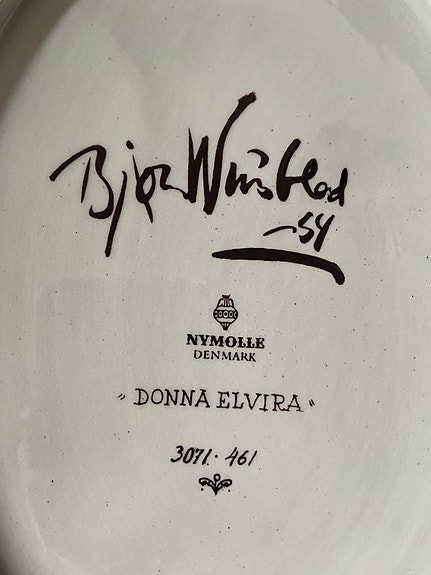 Bjørn Wiinblad
-54
NYMOLLE
DENMARK
"DONNA ELVIRA"
3071. 461